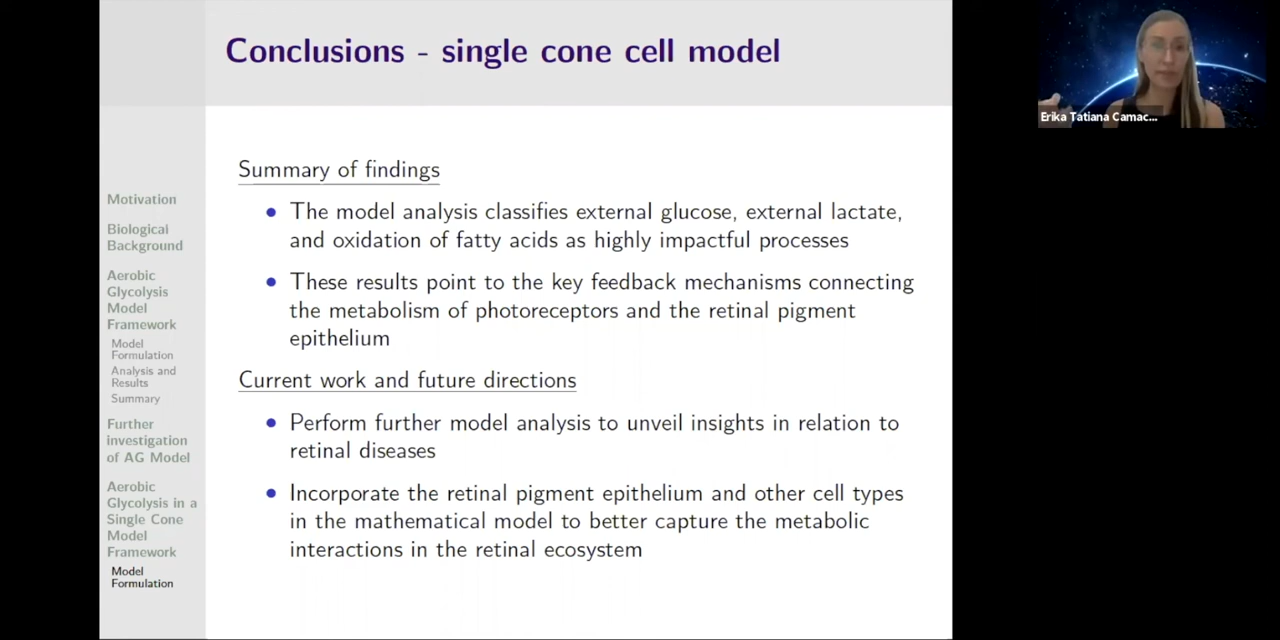 Conclusions - single cone cell model
Summary of findings
• The model analysis classifies external glucose, external lactate,
and oxidation of fatty acids as highly impactful processes
• These results point to the key feedback mechanisms connecting
the metabolism of photoreceptors and the retinal pigment
epithelium
Current work and future directions
• Perform further model analysis to unveil insights in relation to
retinal diseases
• Incorporate the retinal pigment epithelium and other cell types
in the mathematical model to better capture the metabolic
interactions in the retinal ecosystem
Motivation
Biological
Background
Aerobic
Glycolysis
Model
Framework
Model
Formulation
Analysis and
Results
Summary
Further
investigation
of AG Model
Aerobic
Glycolysis in a
Single Cone
Model
Framework
Model
Formulation
Erika Tatiana Camac...